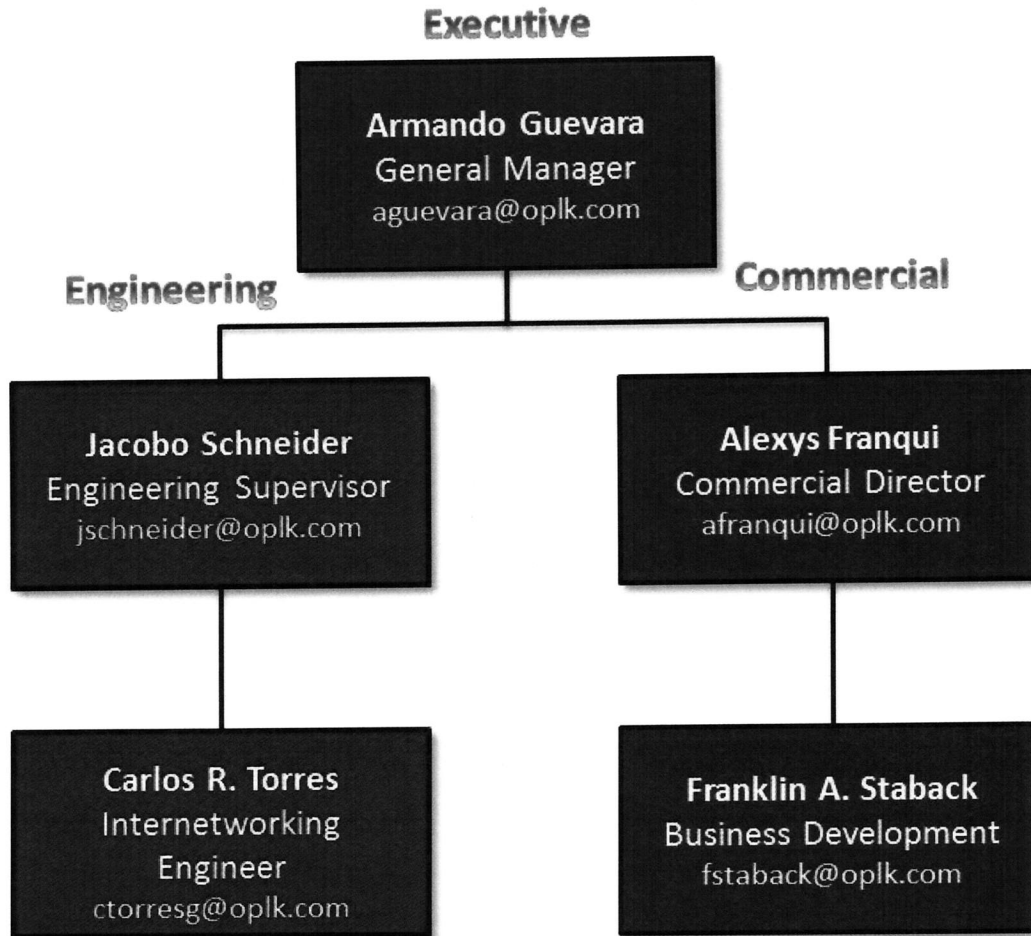 Executive
Armando Guevara
General Manager
aguevara@oplk.com
Engineering
Commercial
Jacobo Schneider
Engineering Supervisor
jschneider@oplk.com
Alexys Franqui
Commercial Director
afranqui@oplk.com
Carlos R. Torres
Internetworking
Engineer
ctorresg@oplk.com
Franklin A. Staback
Business Development
fstaback@oplk.com